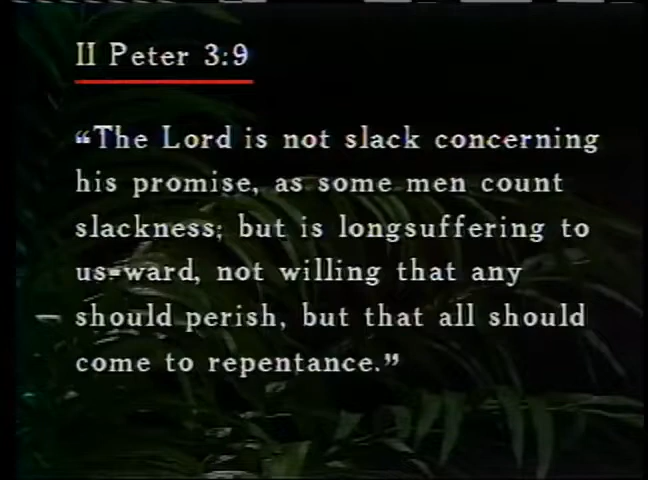 II Peter 3:9
“The Lord is not slack concerning
his promise, as some men count
slackness; but is longsuffering to
us-ward, not willing that any
should perish, but that all should
come to repentance.”